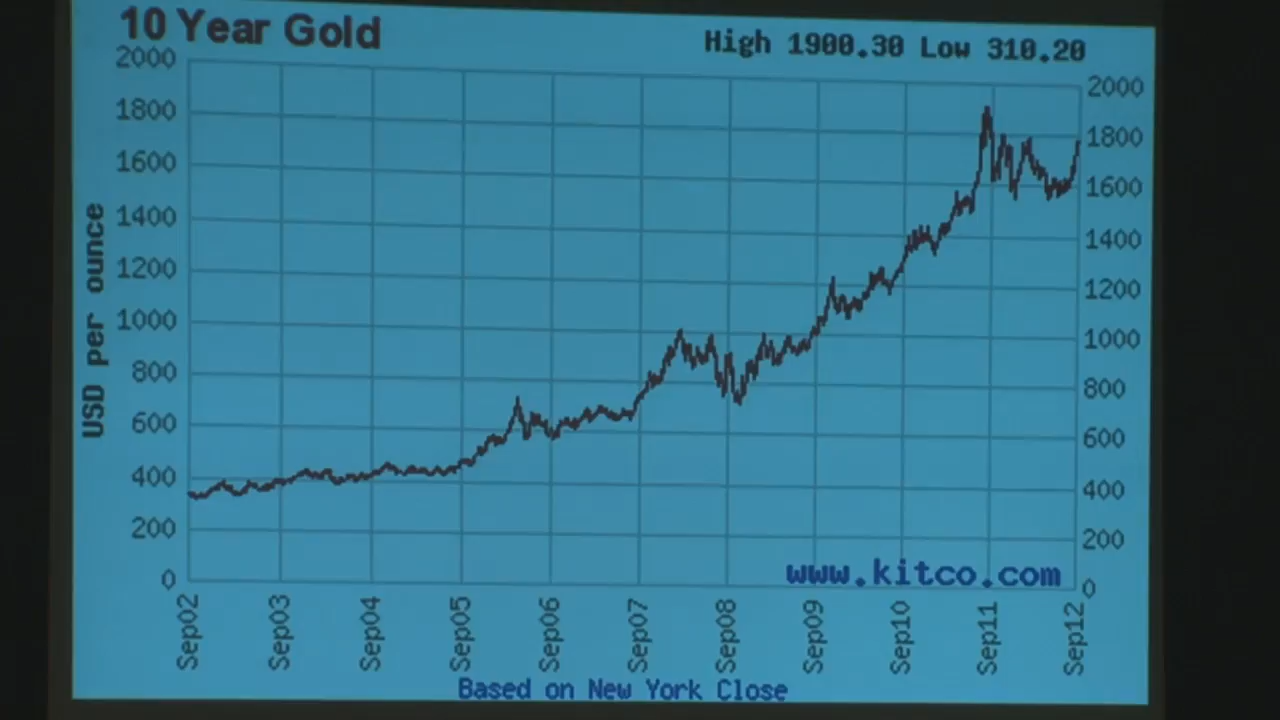 10 Year Gold
High 1900.30 Low 310.20
2000
1800
1600
1400
1200
1000
800
600
400
200
0
USD per ounce
2000
1800
1600
1400
1200
1000
800
600
400
200
0
www.kitco.com
Sep02
Sep03
Sep04
Sep05
Sep06
Sep07
Sep08
Sep09
Sep10
Sep11
Sep12
Based on New York Close